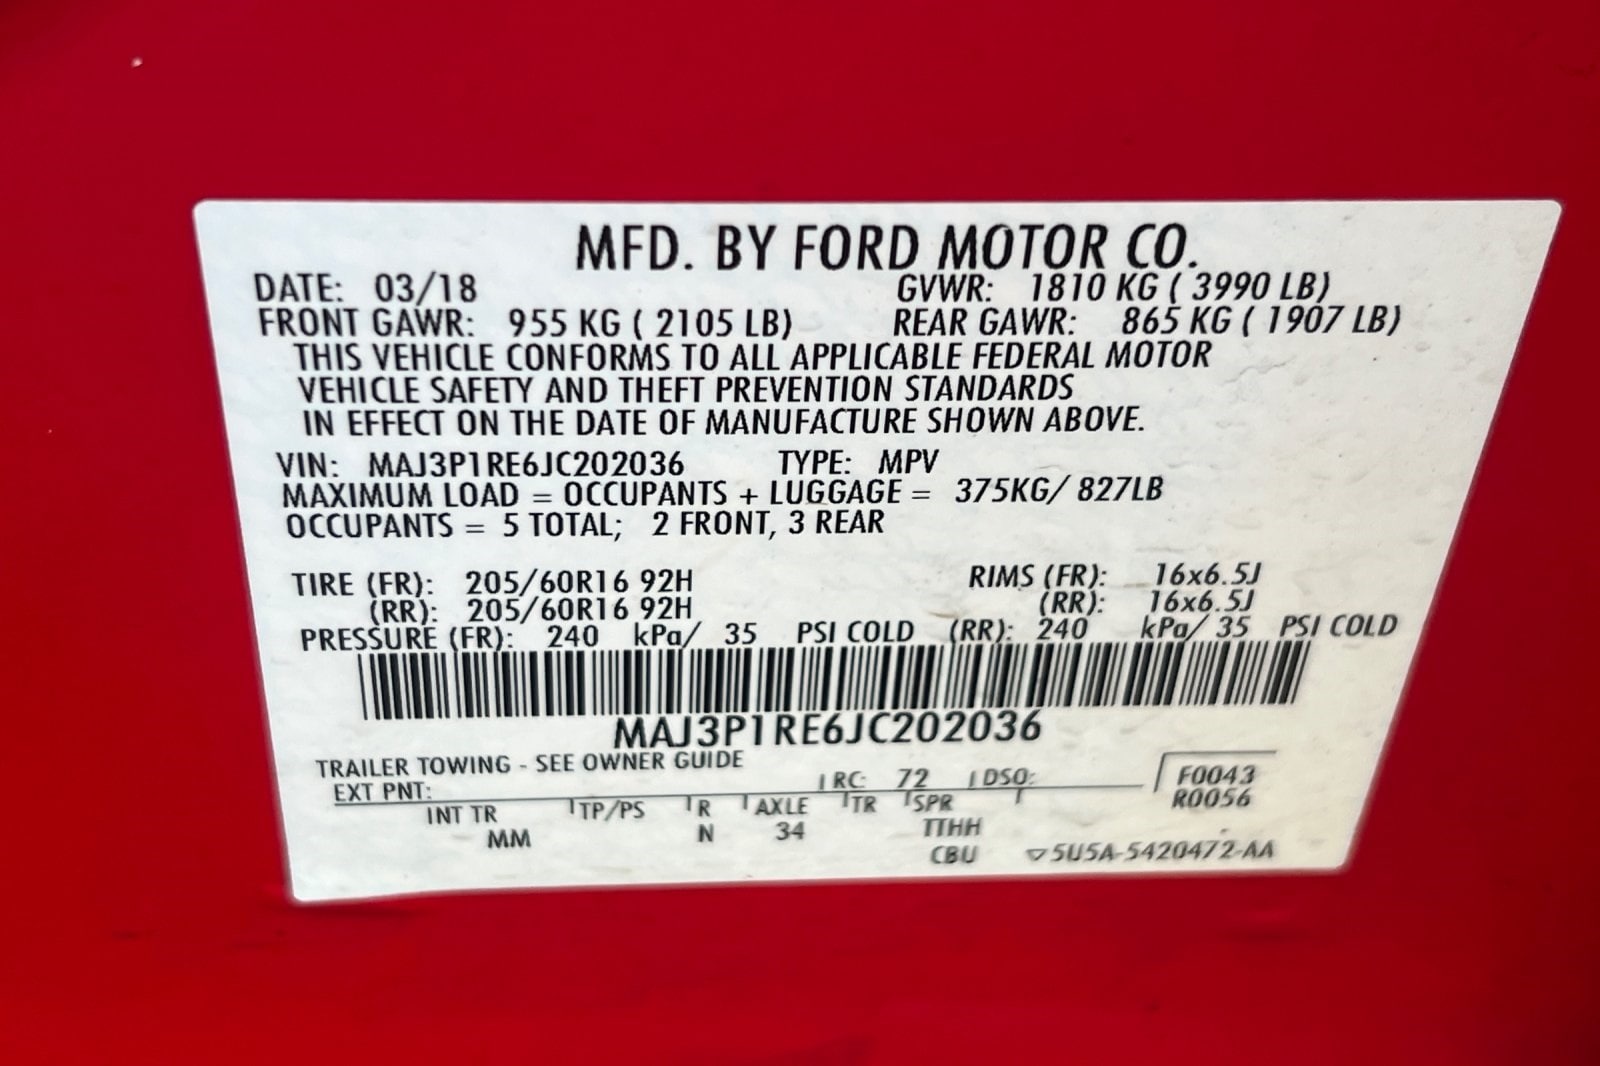 MFD. BY FORD MOTOR CO.
DATE: 03/18 GVWR: 1810 KG ( 3990 LB)
FRONT GAWR: 955 KG ( 2105 LB) REAR GAWR: 865 KG ( 1907 LB)
THIS VEHICLE CONFORMS TO ALL APPLICABLE FEDERAL MOTOR
VEHICLE SAFETY AND THEFT PREVENTION STANDARDS
IN EFFECT ON THE DATE OF MANUFACTURE SHOWN ABOVE.
VIN: MAJ3P1RE6JC202036 TYPE: MPV
MAXIMUM LOAD = OCCUPANTS + LUGGAGE = 375KG/ 827LB
OCCUPANTS = 5 TOTAL; 2 FRONT, 3 REAR
TIRE (FR): 205/60R16 92H RIMS (FR): 16x6.5J
(RR): 205/60R16 92H (RR): 16x6.5J
PRESSURE (FR): 240 kPa/ 35 PSI COLD (RR): 240 kPa/ 35 PSI COLD
MAJ3P1RE6JC202036
TRAILER TOWING - SEE OWNER GUIDE
EXT PNT: RC: 72 DSO: F0043
R0056
INT TR TP/PS R AXLE TR SPR
MM N 34 TTHH
CBU ▽5U5A-5420472-AA